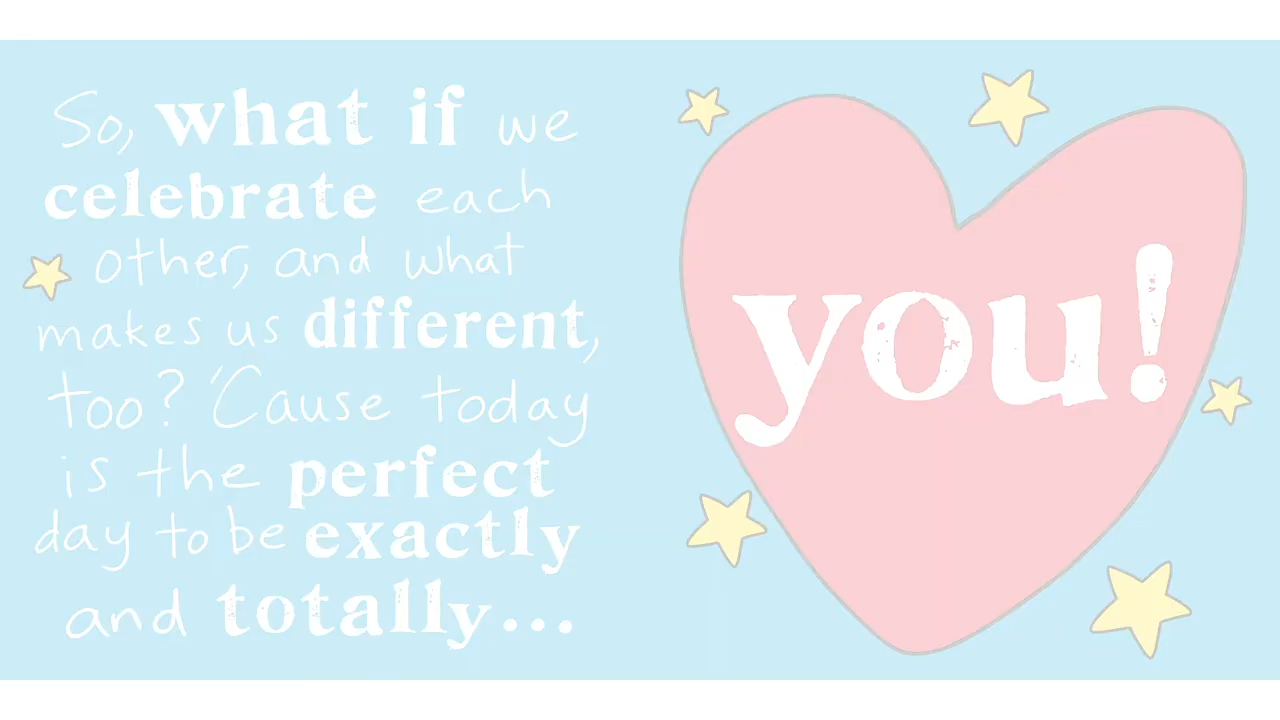 So, what if we
celebrate each
other, and what
makes us different,
too? 'Cause today
is the perfect
day to be exactly
and totally...
you!